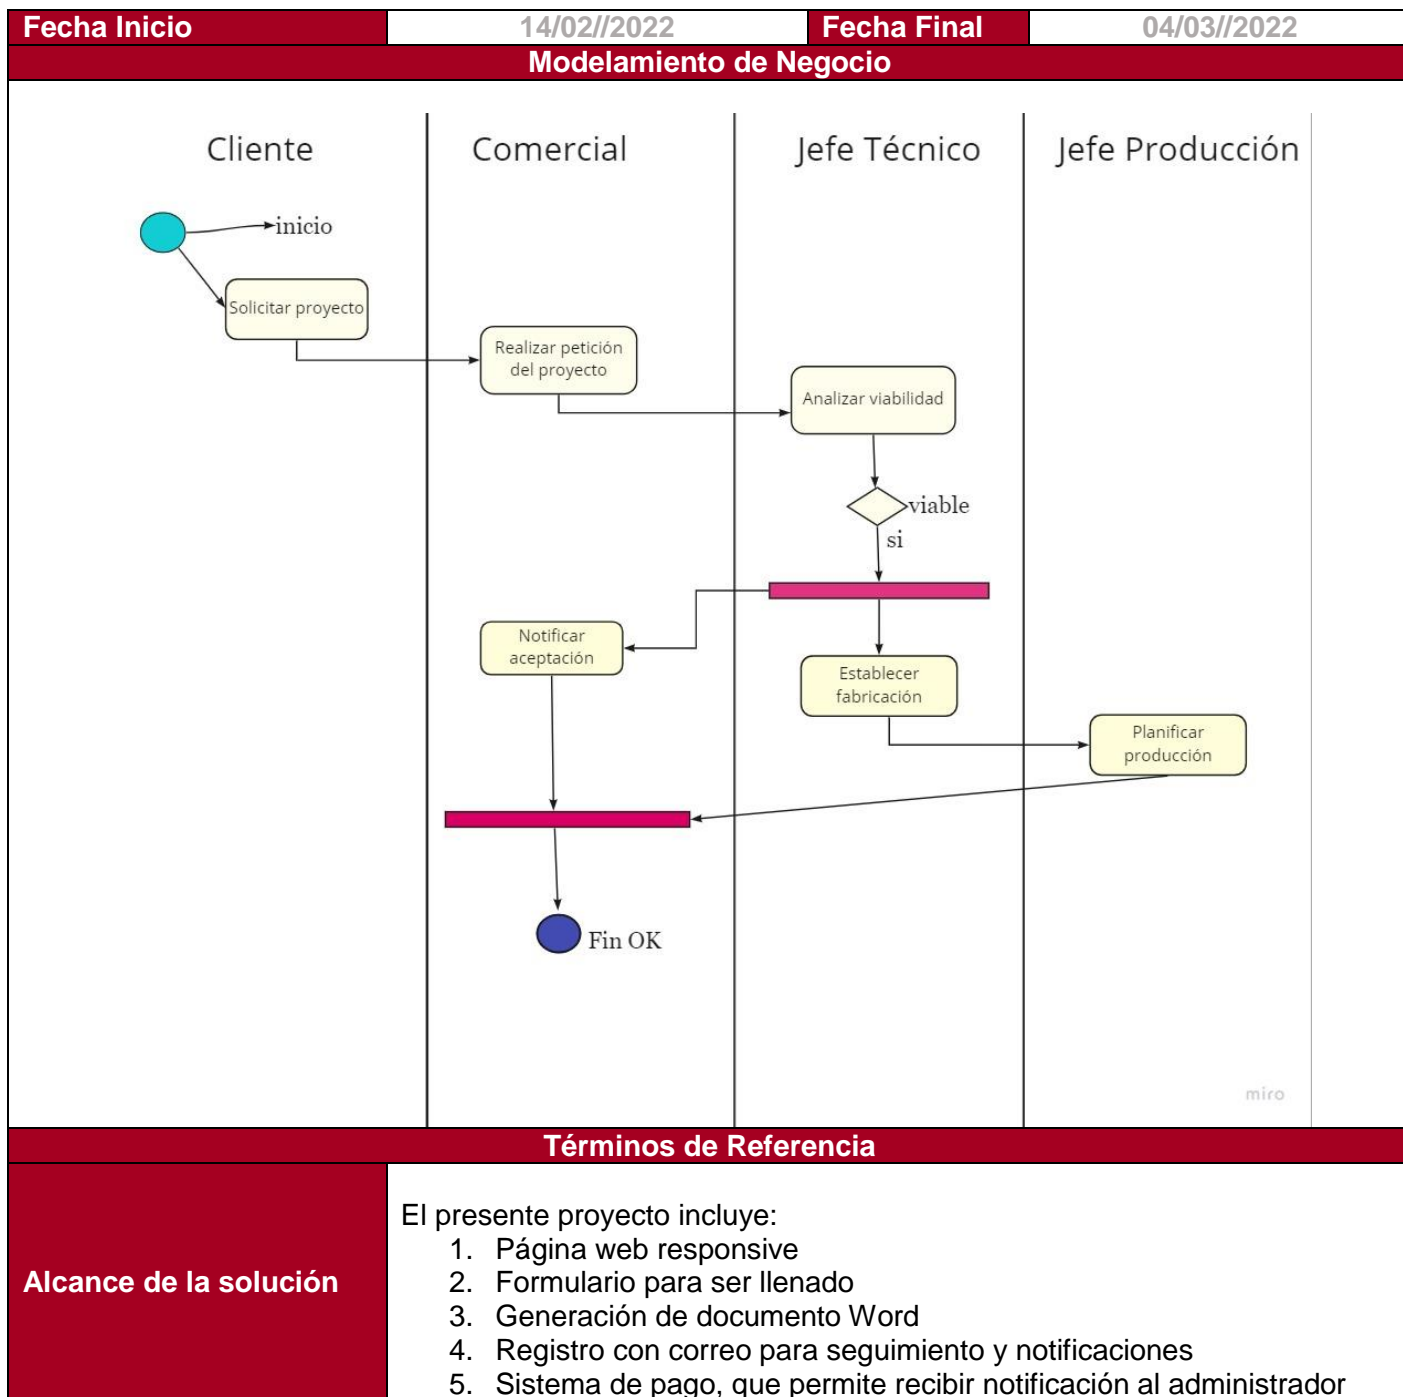 Fecha Inicio 14/02//2022 Fecha Final 04/03//2022
Modelamiento de Negocio
Cliente Comercial Jefe Técnico Jefe Producción
inicio
Solicitar proyecto
Realizar petición
del proyecto
Analizar viabilidad
viable
si
Notificar
aceptación
Establecer
fabricación
Planificar
producción
Fin OK
miro
Términos de Referencia
Alcance de la solución
El presente proyecto incluye:
1. Página web responsive
2. Formulario para ser llenado
3. Generación de documento Word
4. Registro con correo para seguimiento y notificaciones
5. Sistema de pago, que permite recibir notificación al administrador